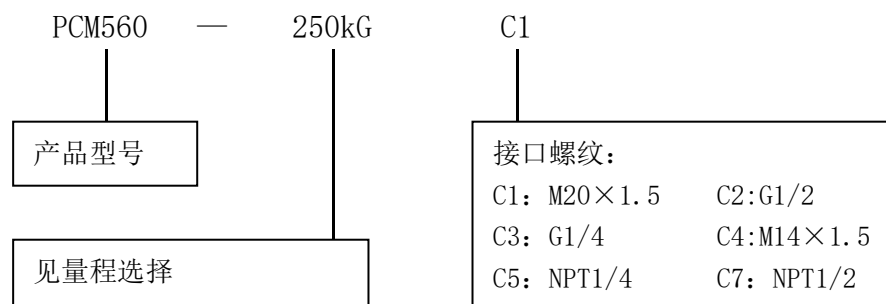 PCM560 — 250kG C1
产品型号
接口螺纹：
C1：M20×1.5 C2:G1/2
C3：G1/4 C4:M14×1.5
见量程选择
C5：NPT1/4 C7：NPT1/2